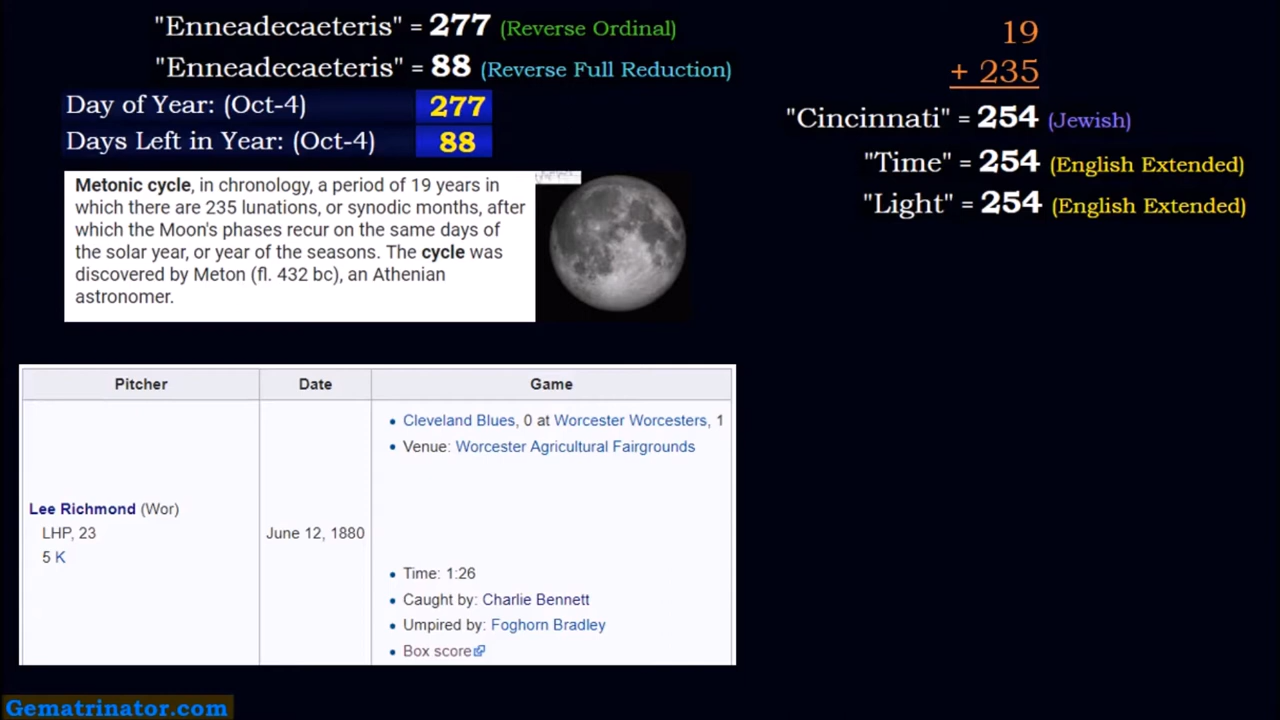 "Enneadecaeteris" = 277 (Reverse Ordinal)
"Enneadecaeteris" = 88 (Reverse Full Reduction)
Day of Year: (Oct-4) 277
Days Left in Year: (Oct-4) 88
Metonic cycle, in chronology, a period of 19 years in
which there are 235 lunations, or synodic months, after
which the Moon's phases recur on the same days of
the solar year, or year of the seasons. The cycle was
discovered by Meton (fl. 432 bc), an Athenian
astronomer.
19
+ 235
"Cincinnati" = 254 (Jewish)
"Time" = 254 (English Extended)
"Light" = 254 (English Extended)
Pitcher Date Game
Cleveland Blues, 0 at Worcester Worcesters, 1
Venue: Worcester Agricultural Fairgrounds
Lee Richmond (Wor)
LHP, 23 June 12, 1880
5 K
Time: 1:26
Caught by: Charlie Bennett
Umpired by: Foghorn Bradley
Box score
Gematrinator.com